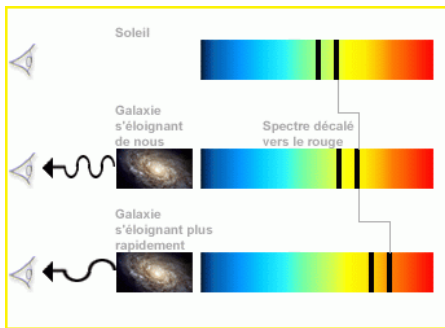 Soleil
Galaxie
s'éloignant
de nous
Spectre décalé
vers le rouge
Galaxie
s'éloignant plus
rapidement